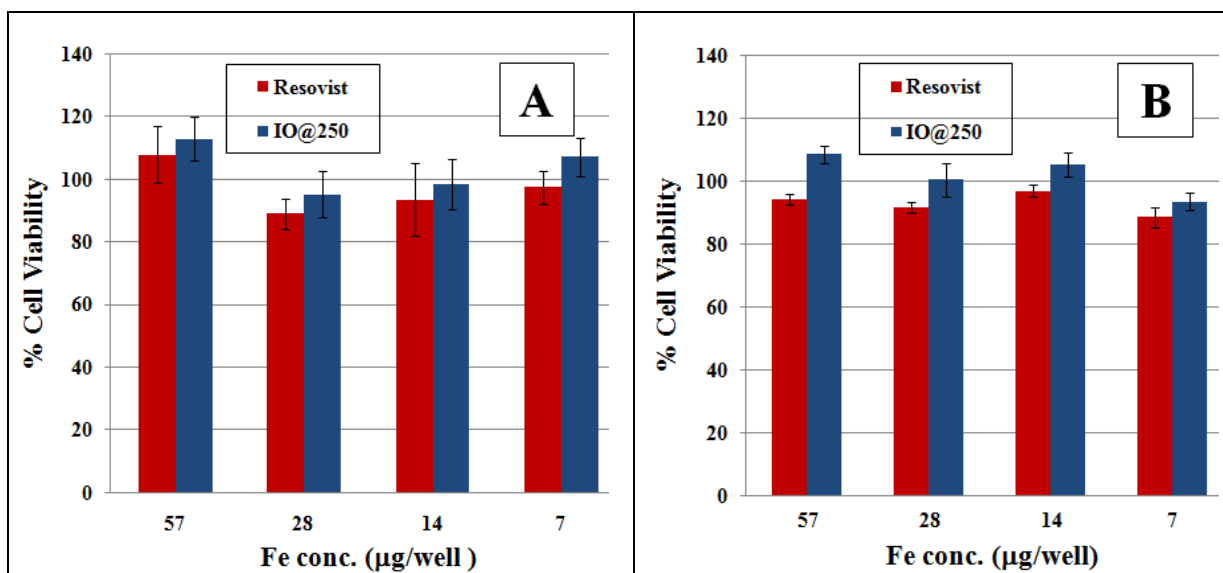 140
120
100
80
60
40
20
0
% Cell Viability
Resovist
IO@250
A
57 28 14 7
Fe conc. (µg/well )
140
120
100
80
60
40
20
0
% Cell Viability
Resovist
IO@250
B
57 28 14 7
Fe conc. (µg/well)